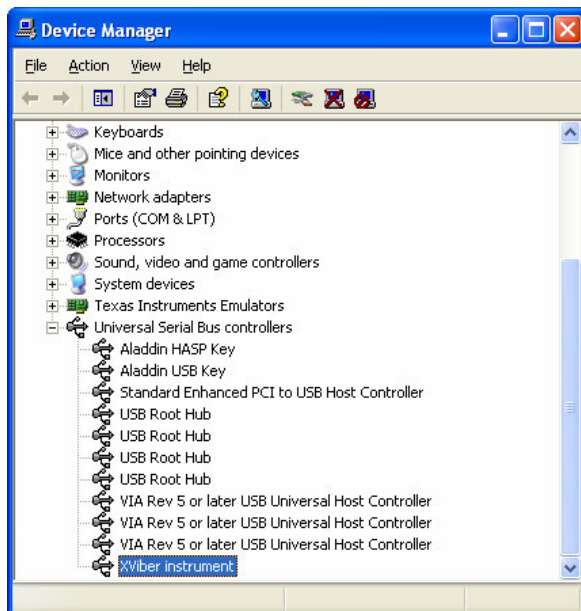 Device Manager
File Action View Help
Keyboards
Mice and other pointing devices
Monitors
Network adapters
Ports (COM & LPT)
Processors
Sound, video and game controllers
System devices
Texas Instruments Emulators
Universal Serial Bus controllers
Aladdin HASP Key
Aladdin USB Key
Standard Enhanced PCI to USB Host Controller
USB Root Hub
USB Root Hub
USB Root Hub
USB Root Hub
VIA Rev 5 or later USB Universal Host Controller
VIA Rev 5 or later USB Universal Host Controller
VIA Rev 5 or later USB Universal Host Controller
XViber instrument